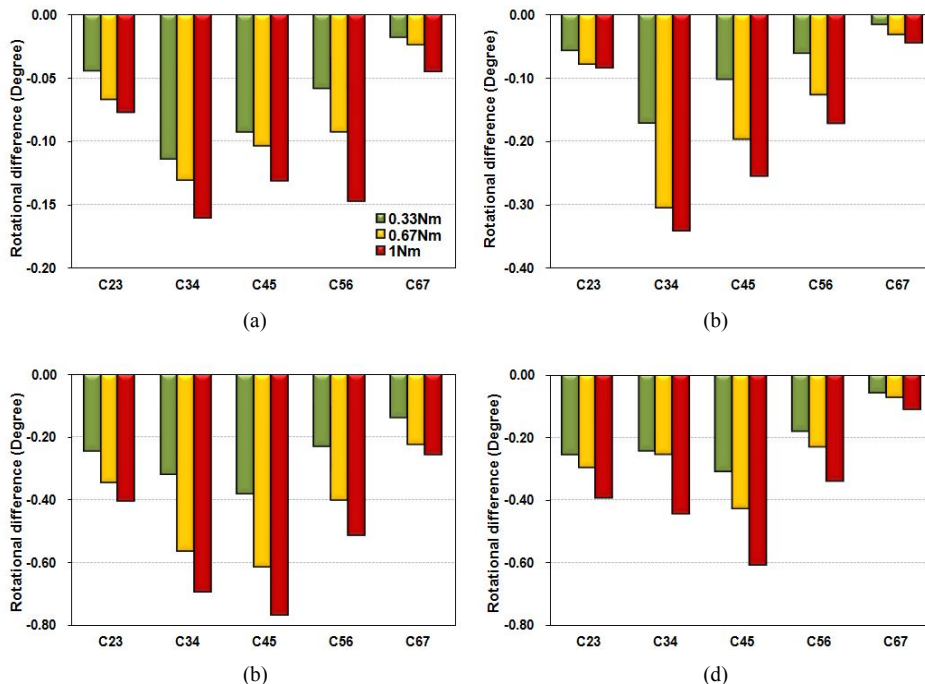 Rotational difference (Degree)
0.00
-0.05
-0.10
-0.15
-0.20
0.33Nm
0.67Nm
1Nm
C23 C34 C45 C56 C67
(a)
Rotational difference (Degree)
0.00
-0.10
-0.20
-0.30
-0.40
C23 C34 C45 C56 C67
(b)
Rotational difference (Degree)
0.00
-0.20
-0.40
-0.60
-0.80
C23 C34 C45 C56 C67
(b)
Rotational difference (Degree)
0.00
-0.20
-0.40
-0.60
-0.80
C23 C34 C45 C56 C67
(d)